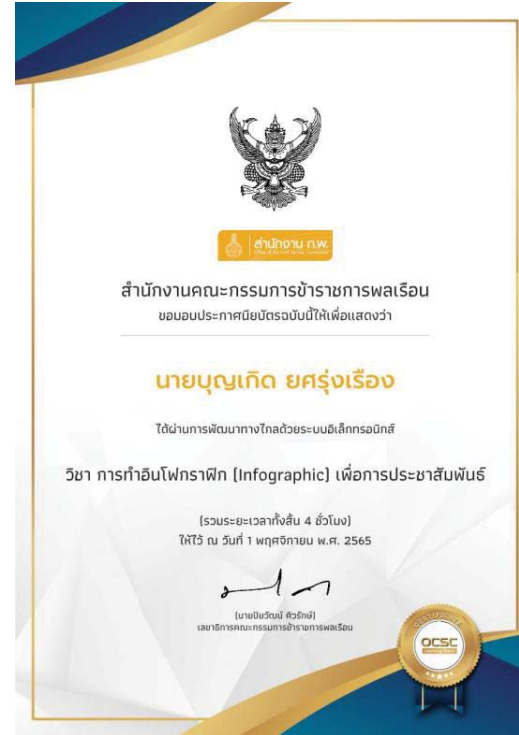 สำนักงาน ก.พ.
สำนักงานคณะกรรมการข้าราชการพลเรือน
ขอมอบประกาศนียบัตรฉบับนี้ให้เพื่อแสดงว่า
นายบุญเกิด ยศรุ่งเรือง
ได้ผ่านการพัฒนาทางไกลด้วยระบบอิเล็กทรอนิกส์
วิชา การทำอินโฟกราฟิก (Infographic) เพื่อการประชาสัมพันธ์
(รวมระยะเวลาทั้งสิ้น 4 ชั่วโมง)
ให้ไว้ ณ วันที่ 1 พฤศจิกายน พ.ศ. 2565
(นายปิยวัฒน์ ศิวรักษ์)
เลขาธิการคณะกรรมการข้าราชการพลเรือน
OCSC